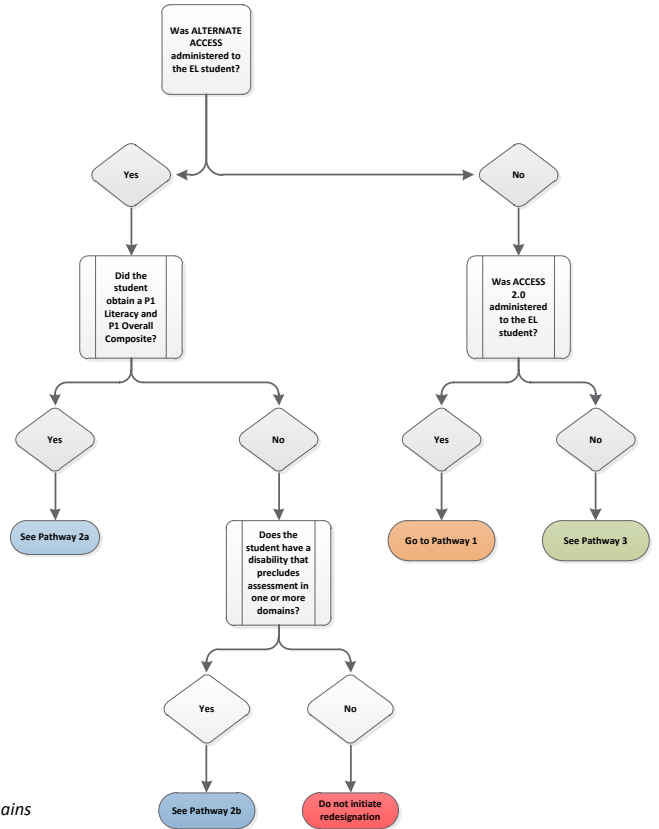 Was ALTERNATE
ACCESS
administered to
the EL student?
Yes
No
Did the
student
obtain a P1
Literacy and
P1 Overall
Composite?
Was ACCESS
2.0
administered
to the EL
student?
Yes
No
Yes
No
See Pathway 2a
Does the
student have a
disability that
precludes
assessment in
one or more
domains?
Go to Pathway 1
See Pathway 3
Yes
No
ains
See Pathway 2b
Do not initiate
redesignation